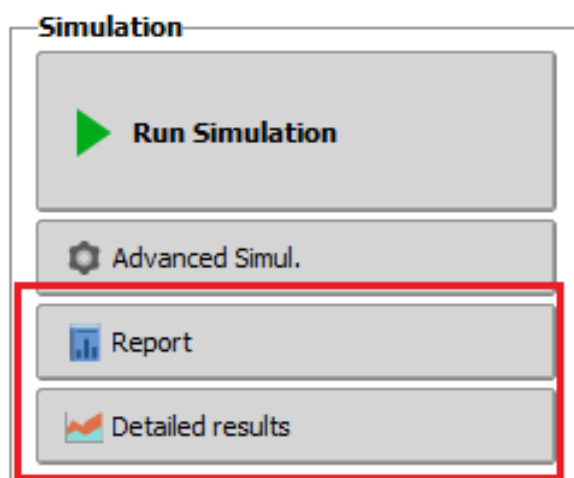 Simulation
Run Simulation
Advanced Simul.
Report
Detailed results